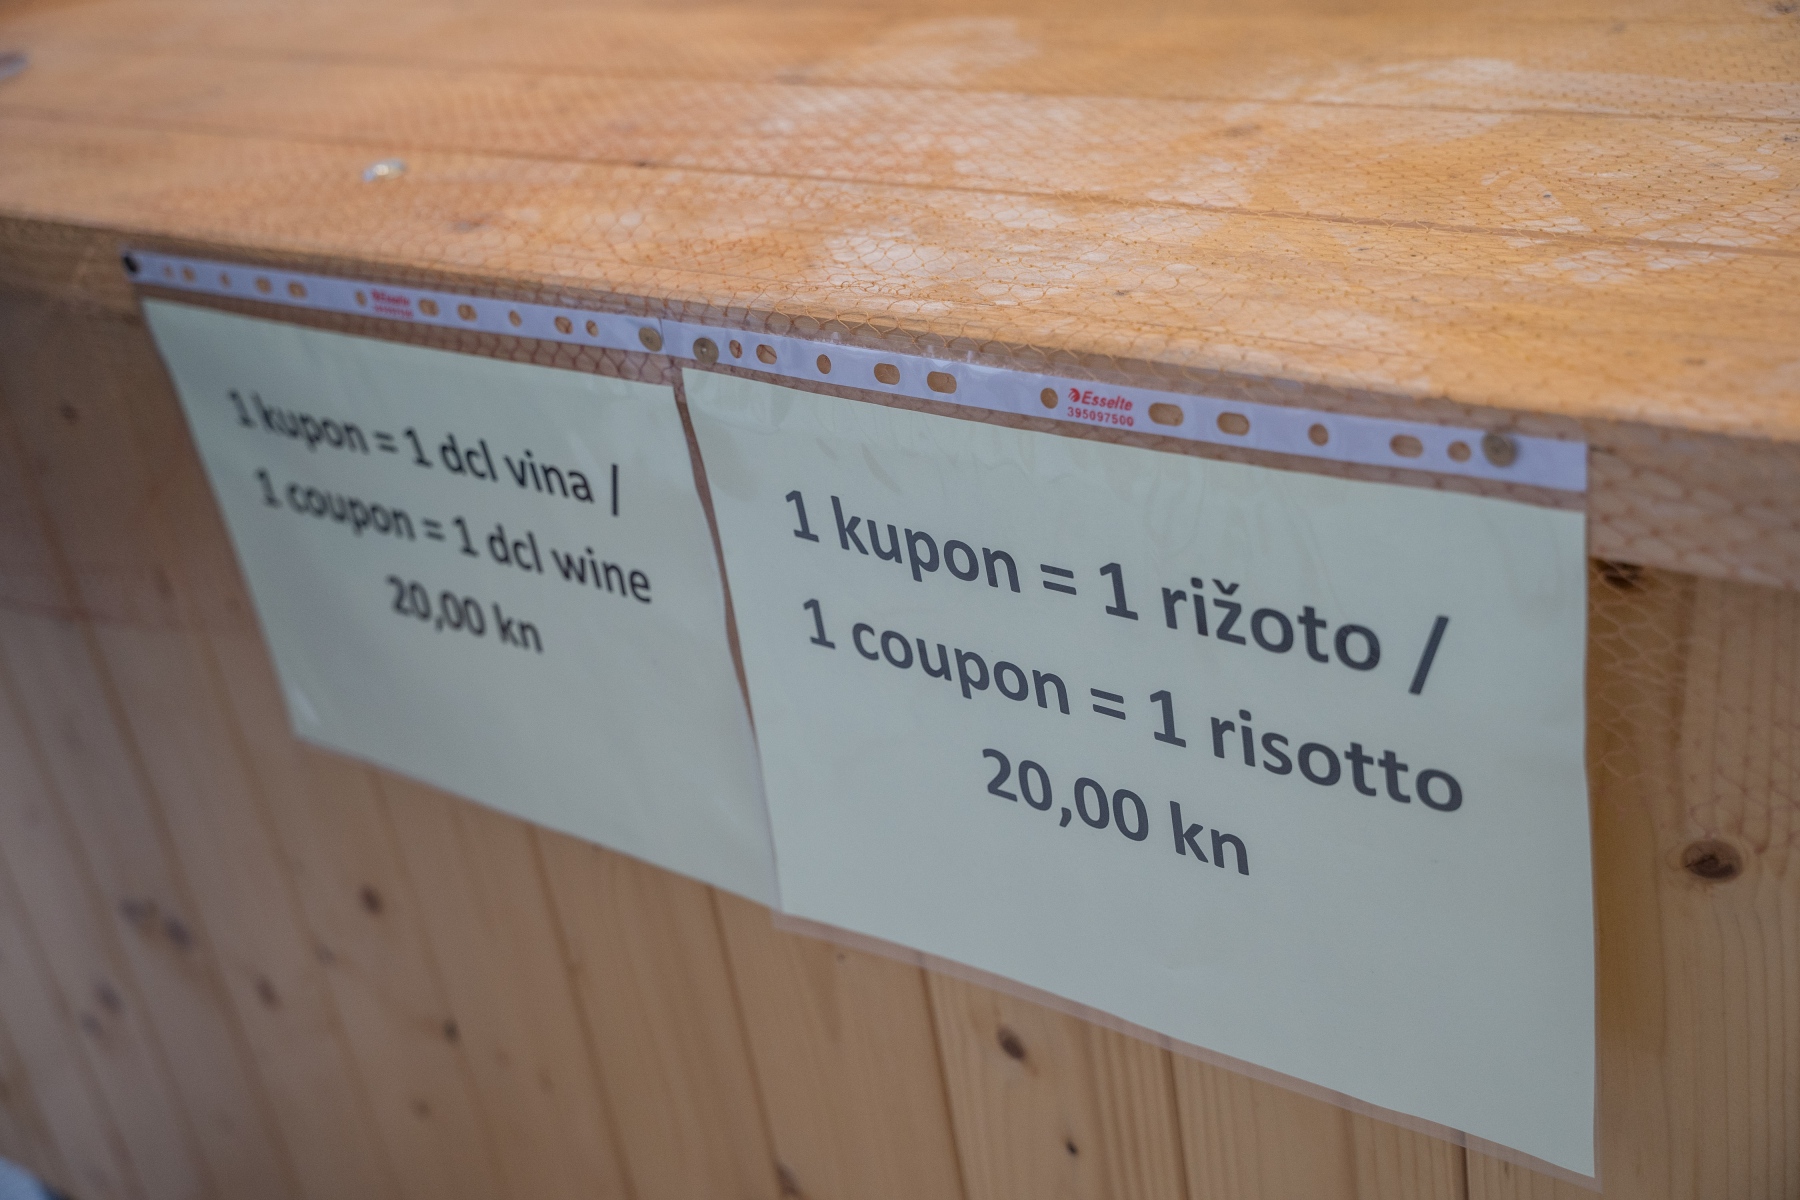 1 kupon = 1 dcl vina /
1 coupon = 1 dcl wine
20,00 kn
Esselte
395097500
1 kupon = 1 rižoto /
1 coupon = 1 risotto
20,00 kn